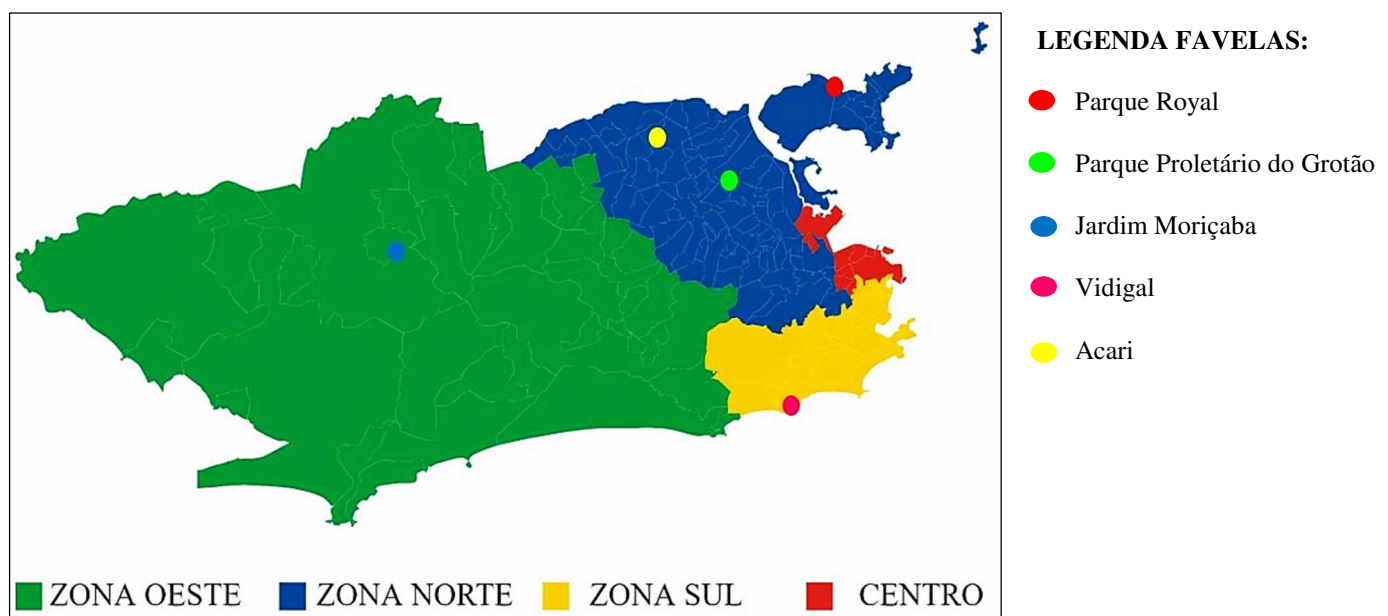 LEGENDA FAVELAS:
Parque Royal
Parque Proletário do Grotão
Jardim Moriçaba
Vidigal
Acari
ZONA OESTE
ZONA NORTE
ZONA SUL
CENTRO